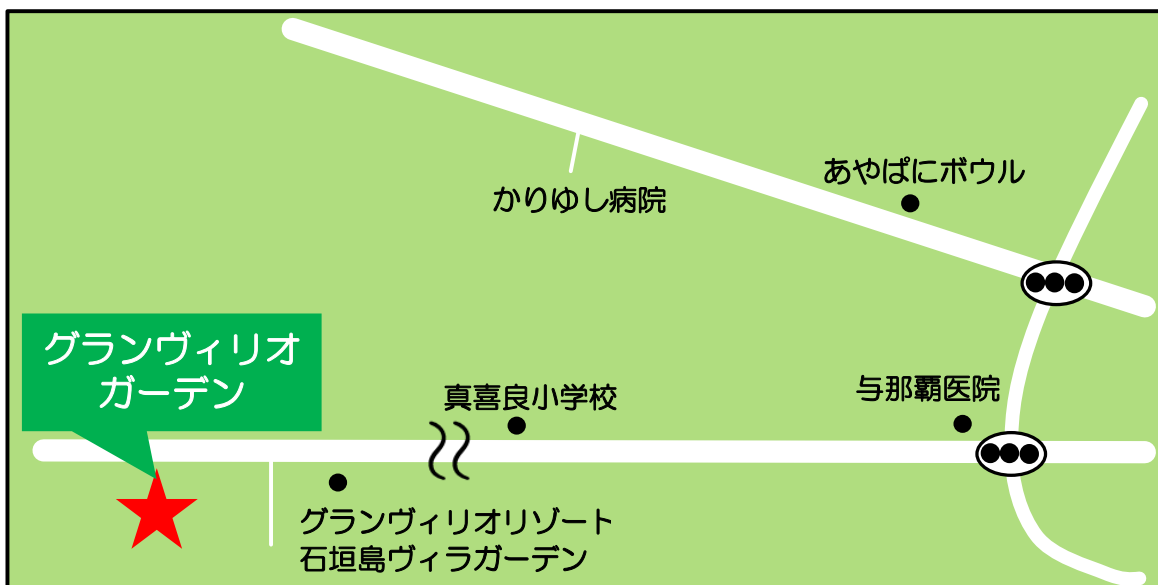 あやぱにボウル
かりゆし病院
グランヴィリオ
ガーデン
真喜良小学校
与那覇医院
グランヴィリオリゾート
石垣島ヴィラガーデン